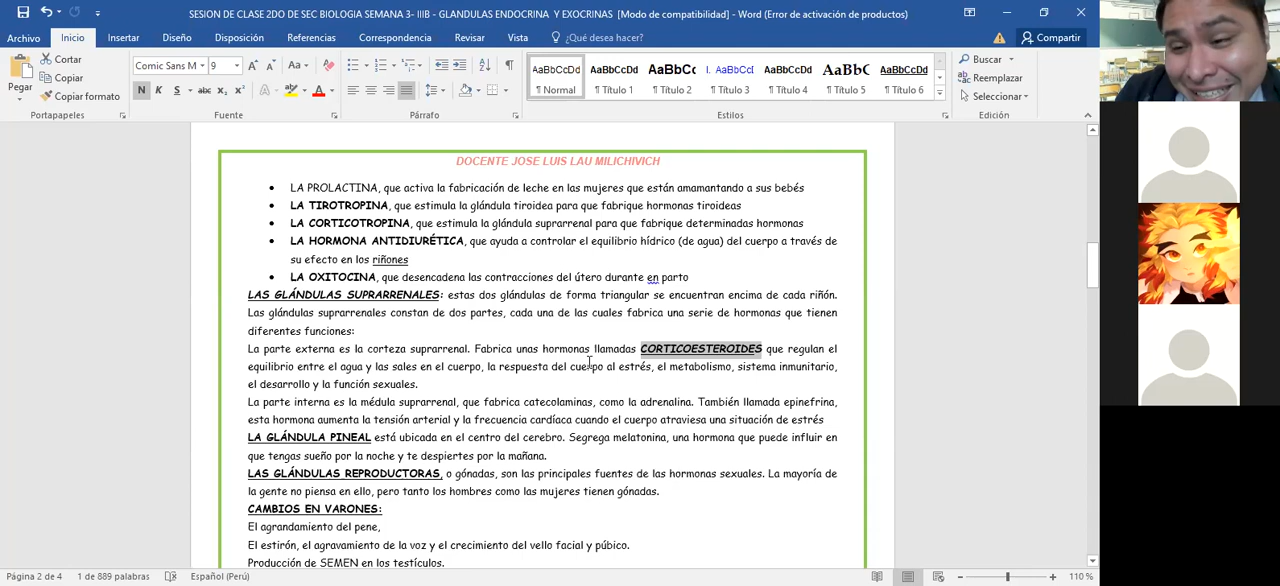 SESION DE CLASE 2DO DE SEC BIOLOGIA SEMANA 3- IIIB - GLANDULAS ENDOCRINA Y EXOCRINAS [Modo de compatibilidad] - Word (Error de activación de productos)
Archivo Inicio Insertar Diseño Disposición Referencias Correspondencia Revisar Vista ¿Qué desea hacer? Compartir
Pegar
Cortar
Copiar
Copiar formato
Comic Sans M 9
Aa
N K S abc x₂ x² A ab A
AaBbCcDd AaBbCcDd AaBbCc I. AaBbCcI AaBbCcDd AaBbC AaBbCcDd
¶ Normal ¶ Título 1 ¶ Título 2 ¶ Título 3 ¶ Título 4 ¶ Título 5 ¶ Título 6
Buscar
Reemplazar
Seleccionar
Portapapeles Fuente Párrafo Estilos Edición
DOCENTE JOSE LUIS LAU MILICHIVICH
• LA PROLACTINA, que activa la fabricación de leche en las mujeres que están amamantando a sus bebés
• LA TIROTROPINA, que estimula la glándula tiroidea para que fabrique hormonas tiroideas
• LA CORTICOTROPINA, que estimula la glándula suprarrenal para que fabrique determinadas hormonas
• LA HORMONA ANTIDIURÉTICA, que ayuda a controlar el equilibrio hídrico (de agua) del cuerpo a través de
su efecto en los riñones
• LA OXITOCINA, que desencadena las contracciones del útero durante en parto
LAS GLÁNDULAS SUPRARRENALES: estas dos glándulas de forma triangular se encuentran encima de cada riñón.
Las glándulas suprarrenales constan de dos partes, cada una de las cuales fabrica una serie de hormonas que tienen
diferentes funciones:
La parte externa es la corteza suprarrenal. Fabrica unas hormonas llamadas CORTICOESTEROIDES que regulan el
equilibrio entre el agua y las sales en el cuerpo, la respuesta del cuerpo al estrés, el metabolismo, sistema inmunitario,
el desarrollo y la función sexuales.
La parte interna es la médula suprarrenal, que fabrica catecolaminas, como la adrenalina. También llamada epinefrina,
esta hormona aumenta la tensión arterial y la frecuencia cardíaca cuando el cuerpo atraviesa una situación de estrés
LA GLÁNDULA PINEAL está ubicada en el centro del cerebro. Segrega melatonina, una hormona que puede influir en
que tengas sueño por la noche y te despiertes por la mañana.
LAS GLÁNDULAS REPRODUCTORAS, o gónadas, son las principales fuentes de las hormonas sexuales. La mayoría de
la gente no piensa en ello, pero tanto los hombres como las mujeres tienen gónadas.
CAMBIOS EN VARONES:
El agrandamiento del pene,
El estirón, el agravamiento de la voz y el crecimiento del vello facial y púbico.
Producción de SEMEN en los testículos.
Página 2 de 4 1 de 889 palabras Español (Perú) 110 %